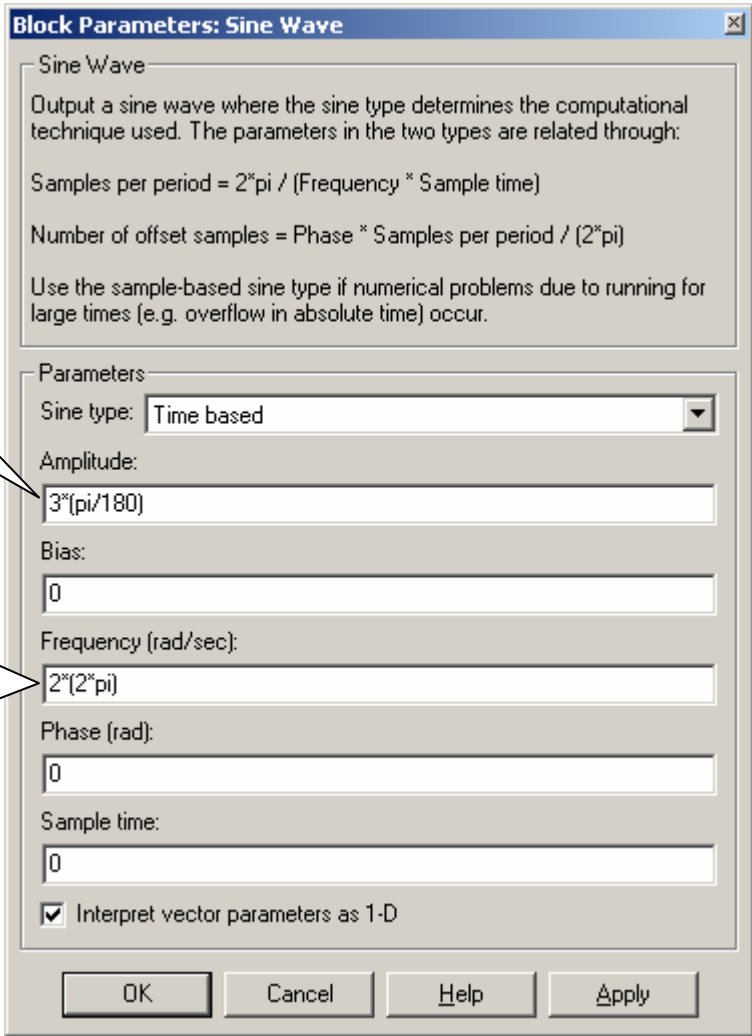 Block Parameters: Sine Wave
Sine Wave
Output a sine wave where the sine type determines the computational
technique used. The parameters in the two types are related through:
Samples per period = 2*pi / (Frequency * Sample time)
Number of offset samples = Phase * Samples per period / (2*pi)
Use the sample-based sine type if numerical problems due to running for
large times (e.g. overflow in absolute time) occur.
Parameters
Sine type: Time based
Amplitude:
3*(pi/180)
Bias:
0
Frequency (rad/sec):
2*(2*pi)
Phase (rad):
0
Sample time:
0
Interpret vector parameters as 1-D
OK Cancel Help Apply